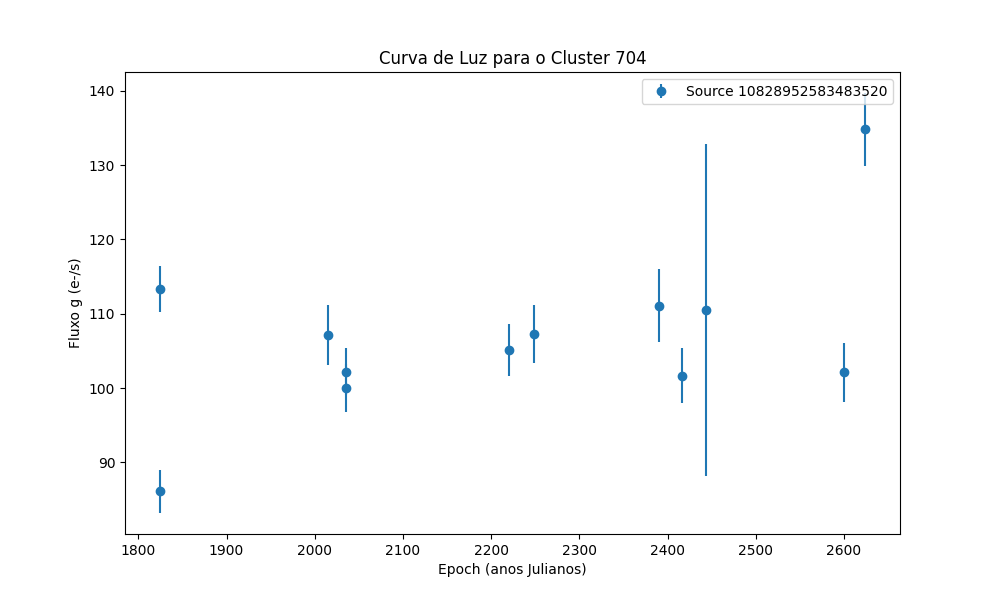 Curva de Luz para o Cluster 704
Source 10828952583483520
140
130
120
110
100
90
Fluxo g (e-/s)
1800 1900 2000 2100 2200 2300 2400 2500 2600
Epoch (anos Julianos)